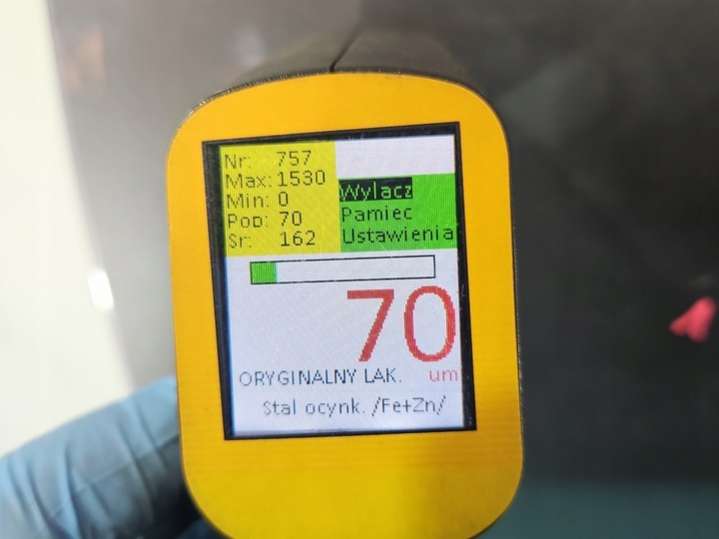 Nr: 757
Max: 1530
Min: 0
Pop: 70
Sr: 162
Wylacz
Pamiec
Ustawienia
70
ORYGINALNY LAK. um
Stal ocynk. /Fe+Zn/